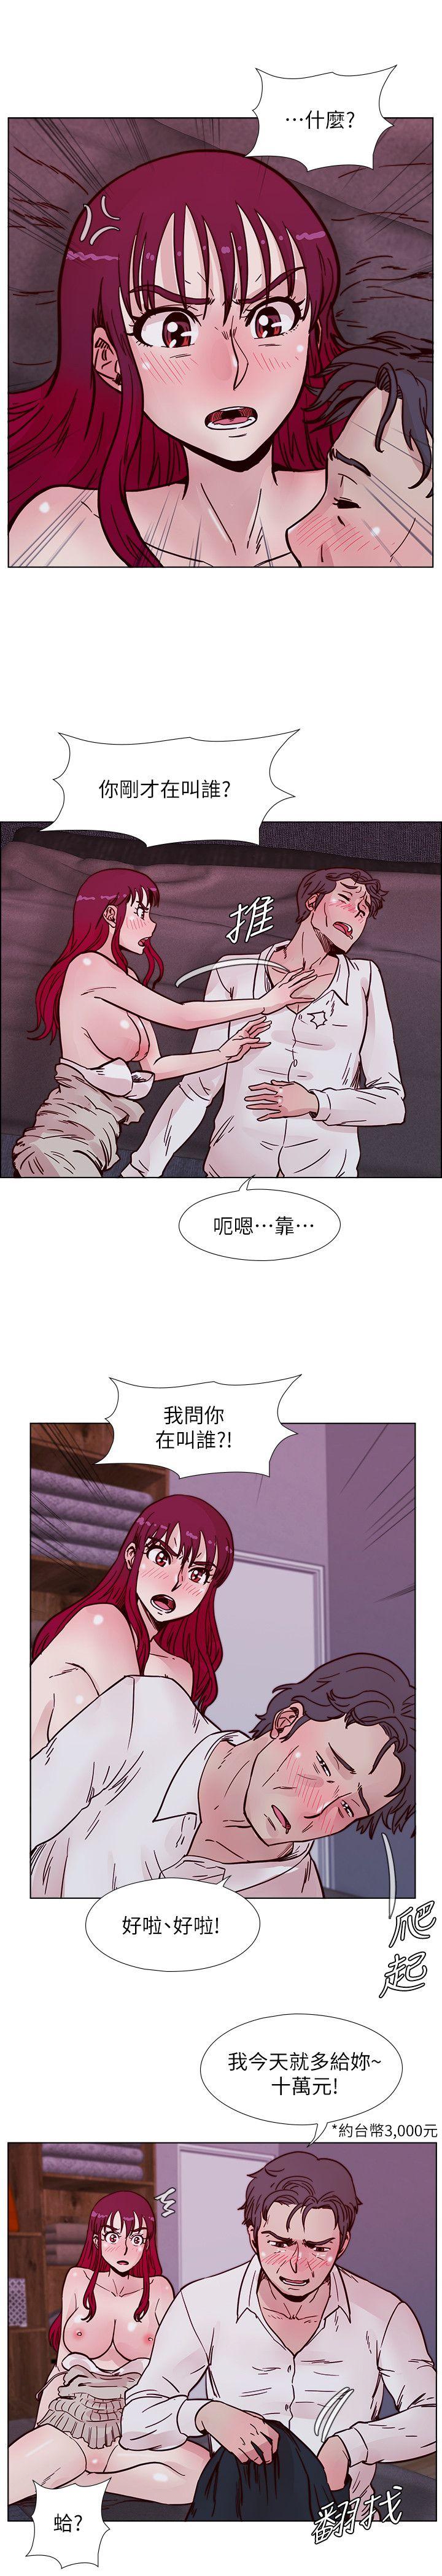 …什麼?
你剛才在叫誰?
推
呃嗯…靠…
我問你
在叫誰?!
好啦、好啦!
爬起
我今天就多給妳~
十萬元!
*約台幣3,000元
蛤?
翻找